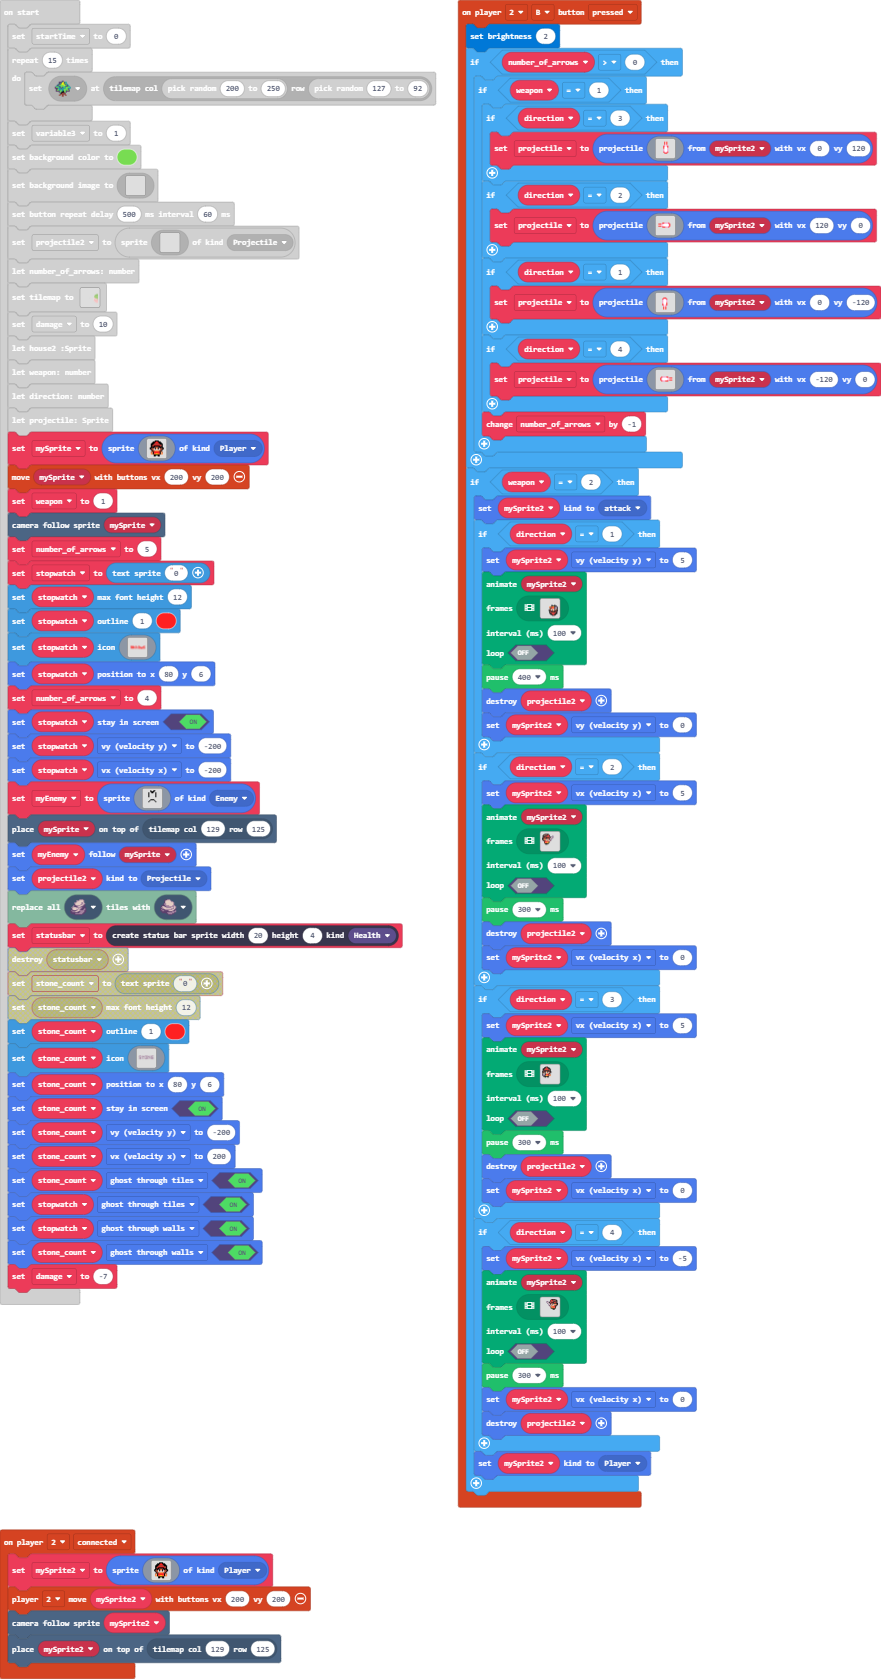 on start
set startTime to 0
repeat 15 times
do
set at tilemap col pick random 200 to 250 row pick random 127 to 92
set variable3 to 1
set background color to
set background image to
set button repeat delay 500 ms interval 60 ms
set projectile2 to sprite of kind Projectile
let number_of_arrows: number
set tilemap to
set damage to 10
let house2 :Sprite
let weapon: number
let direction: number
let projectile: Sprite
set mySprite to sprite of kind Player
move mySprite with buttons vx 200 vy 200
set weapon to 1
camera follow sprite mySprite
set number_of_arrows to 5
set stopwatch to text sprite "0"
set stopwatch max font height 12
set stopwatch outline 1
set stopwatch icon
set stopwatch position to x 80 y 6
set number_of_arrows to 4
set stopwatch stay in screen ON
set stopwatch vy (velocity y) to -200
set stopwatch vx (velocity x) to -200
set myEnemy to sprite of kind Enemy
place mySprite on top of tilemap col 129 row 125
set myEnemy follow mySprite
set projectile2 kind to Projectile
replace all tiles with
set statusbar to create status bar sprite width 20 height 4 kind Health
destroy statusbar
set stone_count to text sprite "0"
set stone_count max font height 12
set stone_count outline 1
set stone_count icon
set stone_count position to x 80 y 6
set stone_count stay in screen ON
set stone_count vy (velocity y) to -200
set stone_count vx (velocity x) to 200
set stone_count ghost through tiles ON
set stopwatch ghost through tiles ON
set stopwatch ghost through walls ON
set stone_count ghost through walls ON
set damage to -7
on player 2 connected
set mySprite2 to sprite of kind Player
player 2 move mySprite2 with buttons vx 200 vy 200
camera follow sprite mySprite2
place mySprite2 on top of tilemap col 129 row 125
on player 2 B button pressed
set brightness 2
if number_of_arrows > 0 then
if weapon = 1 then
if direction = 3 then
set projectile to projectile from mySprite2 with vx 0 vy 120
if direction = 2 then
set projectile to projectile from mySprite2 with vx 120 vy 0
if direction = 1 then
set projectile to projectile from mySprite2 with vx 0 vy -120
if direction = 4 then
set projectile to projectile from mySprite2 with vx -120 vy 0
change number_of_arrows by -1
if weapon = 2 then
set mySprite2 kind to attack
if direction = 1 then
set mySprite2 vy (velocity y) to 5
animate mySprite2
frames
interval (ms) 100
loop OFF
pause 400 ms
destroy projectile2
set mySprite2 vy (velocity y) to 0
if direction = 2 then
set mySprite2 vx (velocity x) to 5
animate mySprite2
frames
interval (ms) 100
loop OFF
pause 300 ms
destroy projectile2
set mySprite2 vx (velocity x) to 0
if direction = 3 then
set mySprite2 vx (velocity x) to 5
animate mySprite2
frames
interval (ms) 100
loop OFF
pause 300 ms
destroy projectile2
set mySprite2 vx (velocity x) to 0
if direction = 4 then
set mySprite2 vx (velocity x) to -5
animate mySprite2
frames
interval (ms) 100
loop OFF
pause 300 ms
set mySprite2 vx (velocity x) to 0
destroy projectile2
set mySprite2 kind to Player